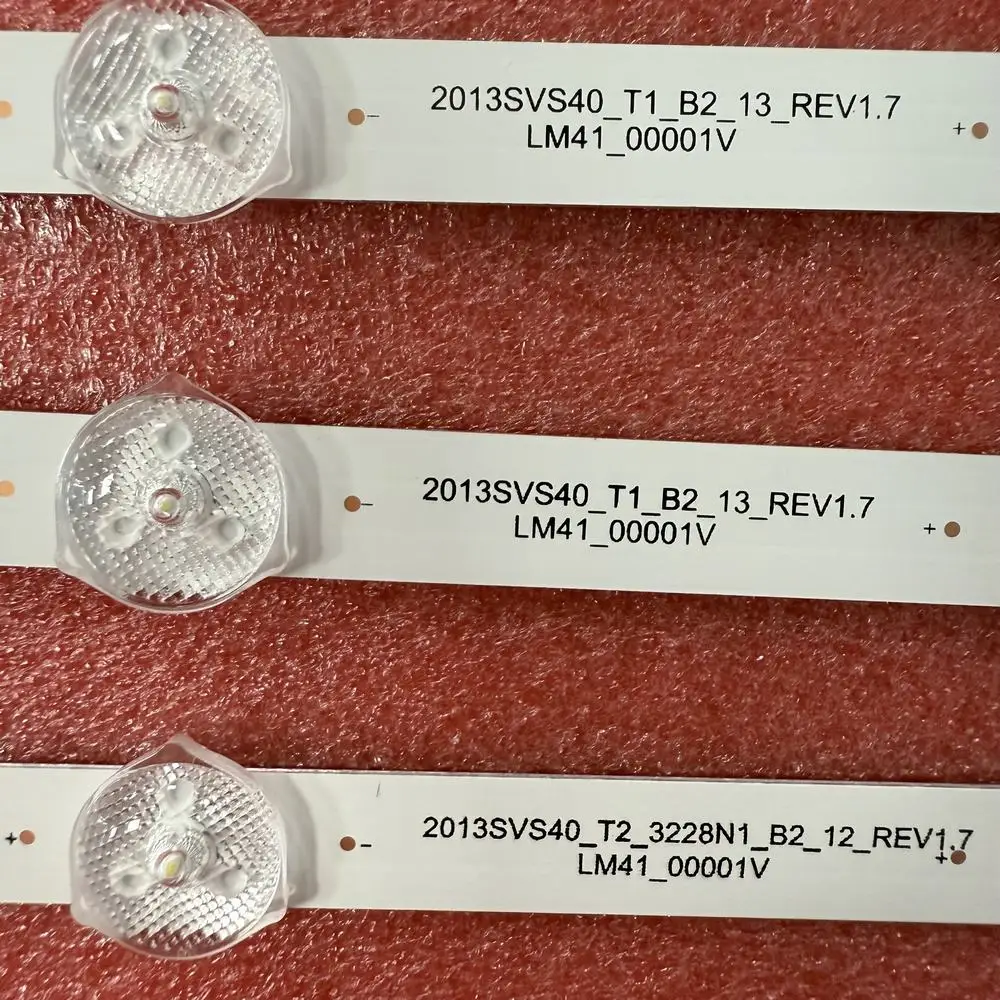 2013SVS40_T1_B2_13_REV1.7
- +
LM41_00001V
2013SVS40_T1_B2_13_REV1.7
- +
LM41_00001V
2013SVS40_T2_3228N1_B2_12_REV1.7
+ - +
LM41_00001V